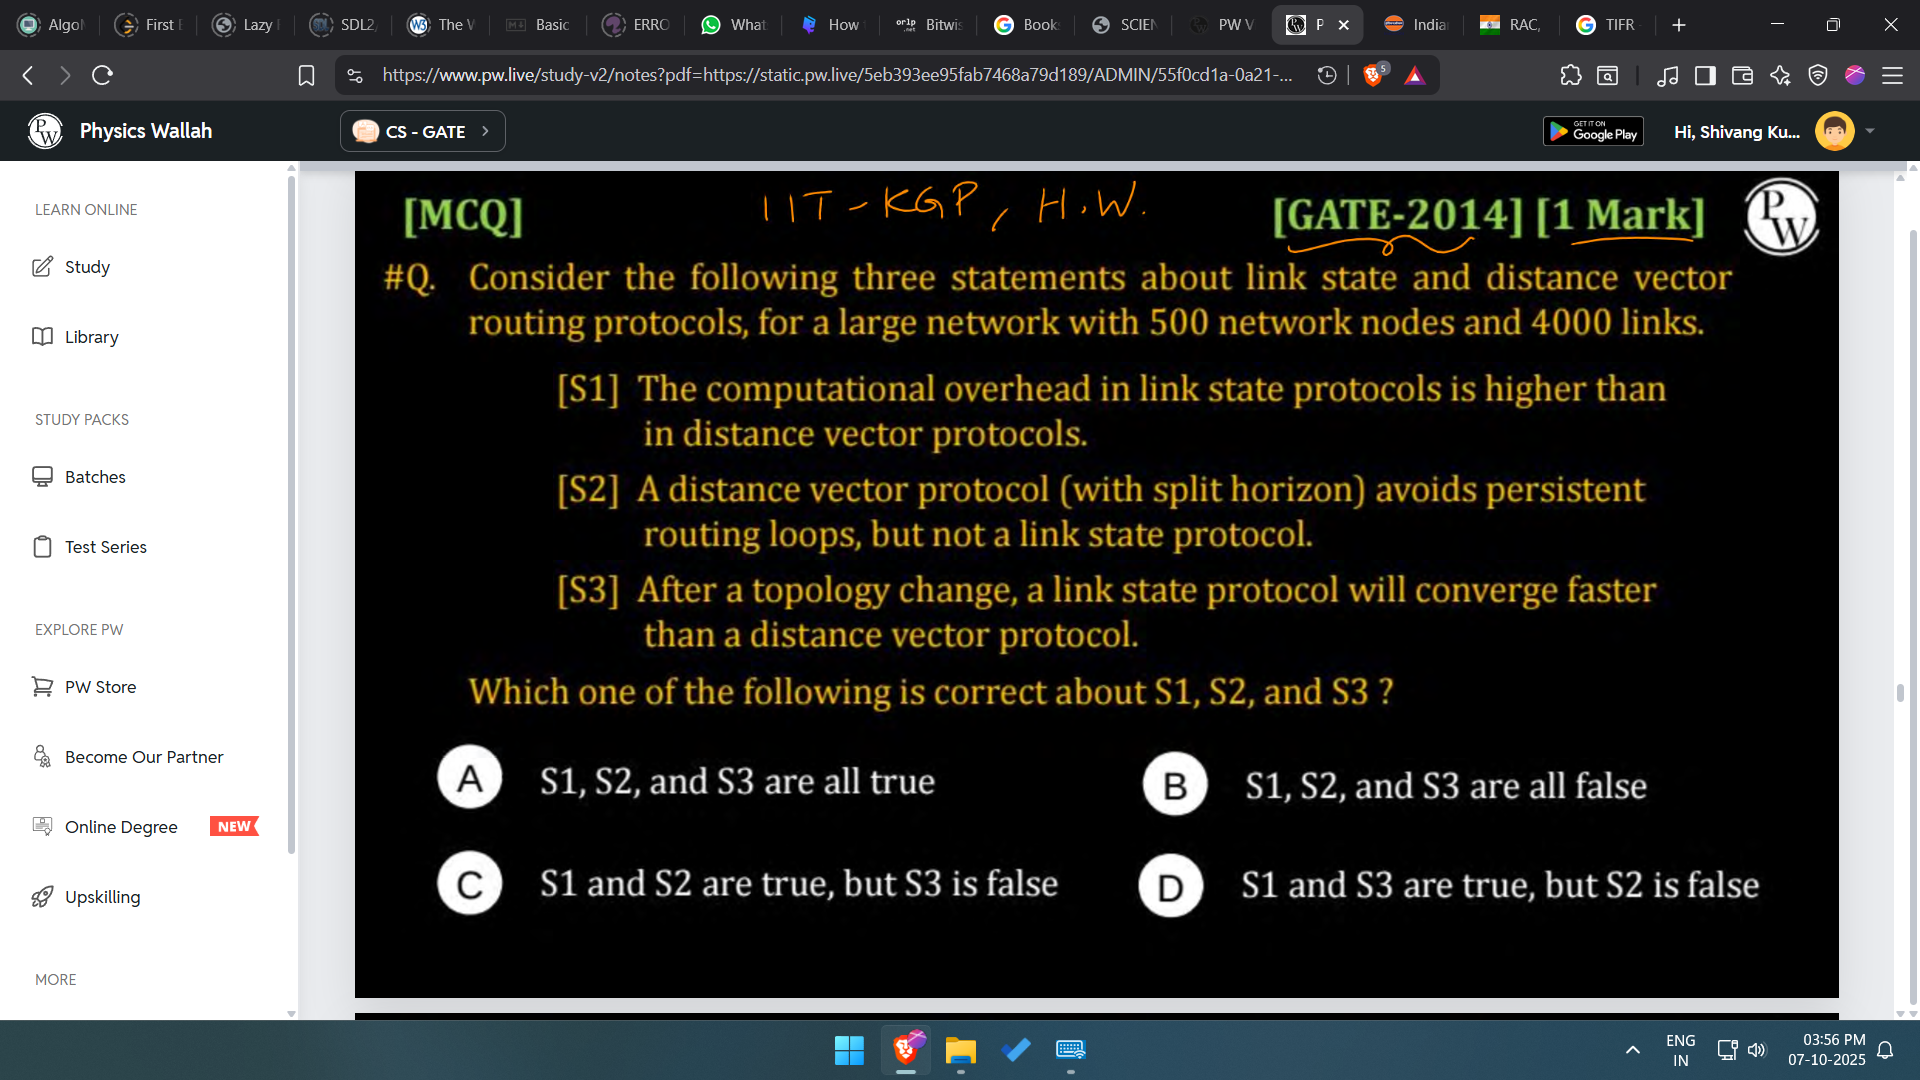 AlgoM
First E
Lazy P
SDL2
The W
Basic
ERRO
What
How
Bitwis
Book
SCIEN
PW V
P
India
RAC,
TIFR
https://www.pw.live/study-v2/notes?pdf=https://static.pw.live/5eb393ee95fab7468a79d189/ADMIN/55f0cd1a-0a21-...
5
Physics Wallah
CS - GATE
GET IT ON
Google Play
Hi, Shivang Ku...
LEARN ONLINE
Study
Library
STUDY PACKS
Batches
Test Series
EXPLORE PW
PW Store
Become Our Partner
Online Degree NEW
Upskilling
MORE
[MCQ] IIT-KGP, H.W. [GATE-2014] [1 Mark]
PW
#Q. Consider the following three statements about link state and distance vector
routing protocols, for a large network with 500 network nodes and 4000 links.
[S1] The computational overhead in link state protocols is higher than
in distance vector protocols.
[S2] A distance vector protocol (with split horizon) avoids persistent
routing loops, but not a link state protocol.
[S3] After a topology change, a link state protocol will converge faster
than a distance vector protocol.
Which one of the following is correct about S1, S2, and S3 ?
A S1, S2, and S3 are all true
B S1, S2, and S3 are all false
C S1 and S2 are true, but S3 is false
D S1 and S3 are true, but S2 is false
ENG
IN
03:56 PM
07-10-2025